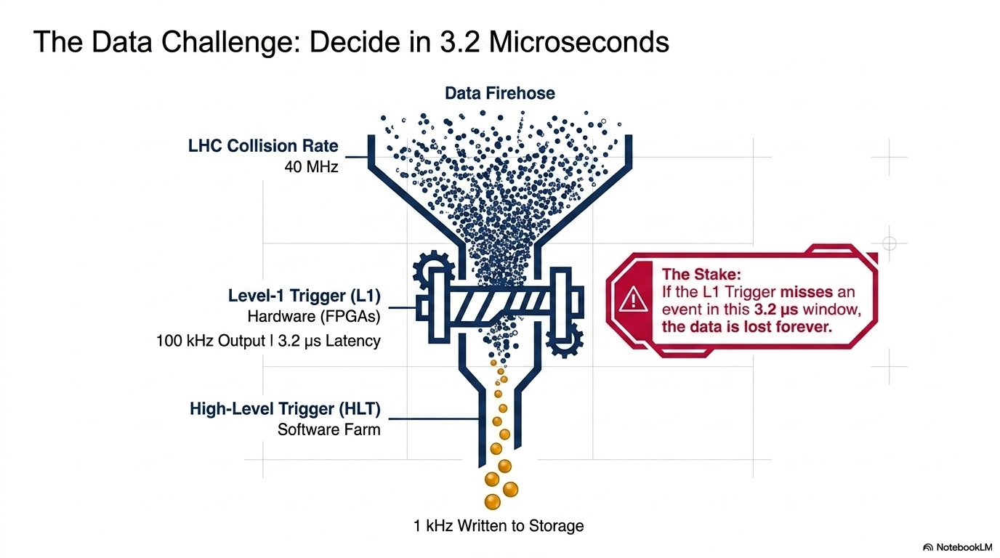 The Data Challenge: Decide in 3.2 Microseconds
Data Firehose
LHC Collision Rate
40 MHz
Level-1 Trigger (L1)
Hardware (FPGAs)
100 kHz Output | 3.2 µs Latency
The Stake:
If the L1 Trigger misses an
event in this 3.2 µs window,
the data is lost forever.
High-Level Trigger (HLT)
Software Farm
1 kHz Written to Storage
NotebookLM